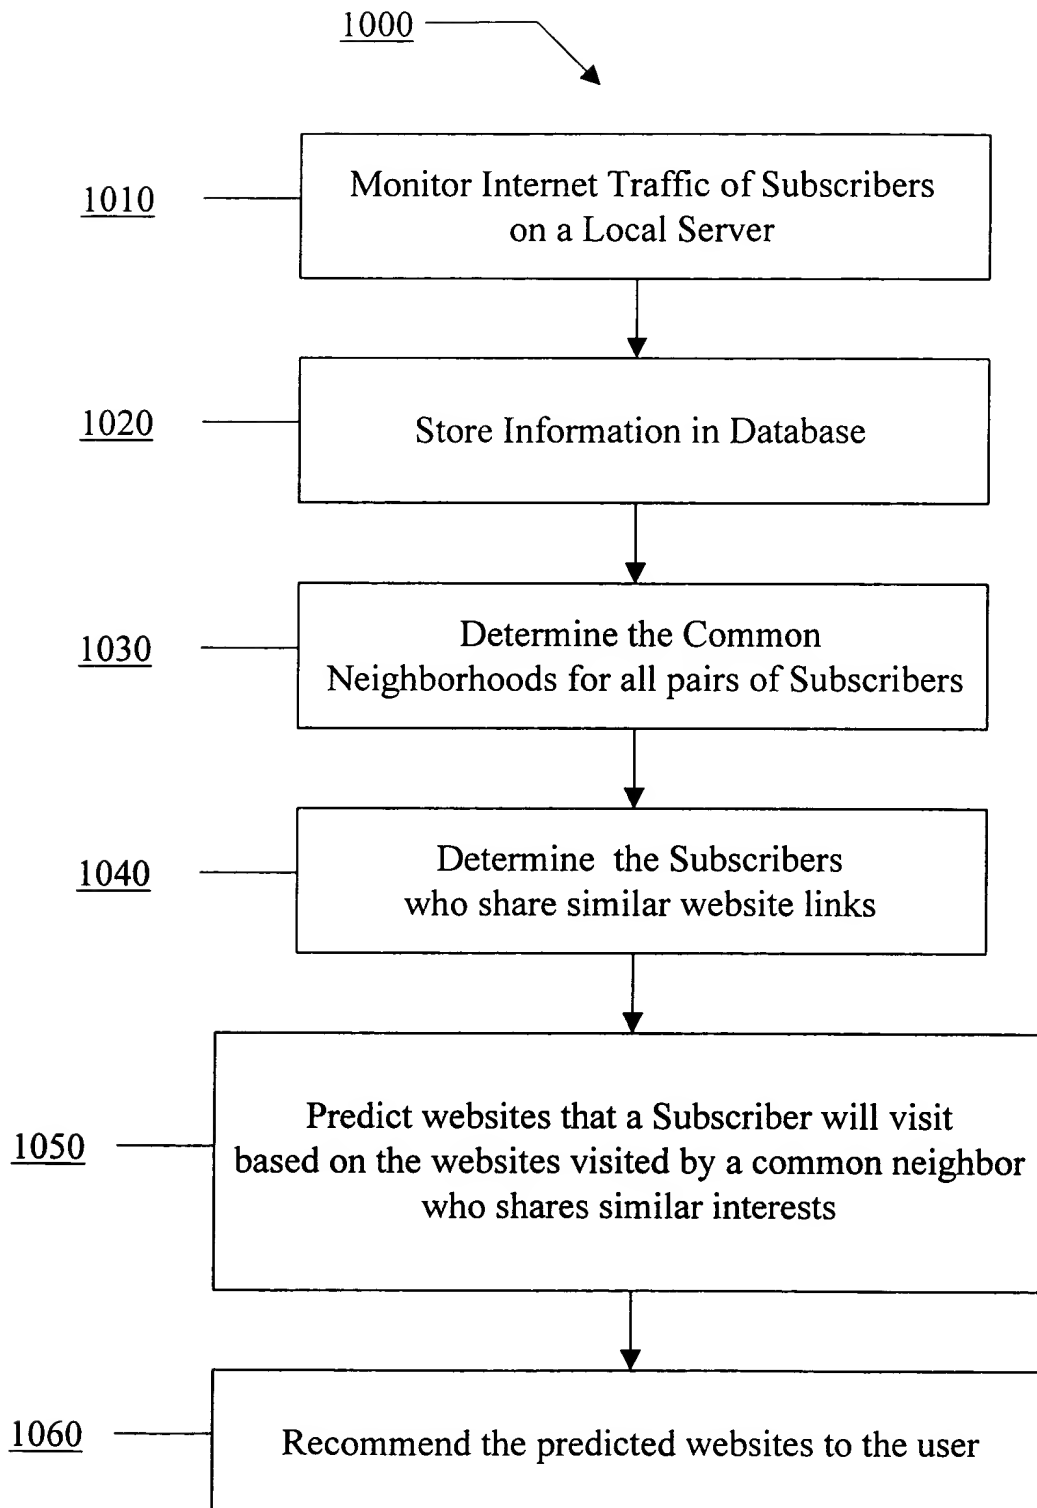 1000
1010
Monitor Internet Traffic of Subscribers
on a Local Server
1020
Store Information in Database
1030
Determine the Common
Neighborhoods for all pairs of Subscribers
1040
Determine the Subscribers
who share similar website links
1050
Predict websites that a Subscriber will visit
based on the websites visited by a common neighbor
who shares similar interests
1060
Recommend the predicted websites to the user